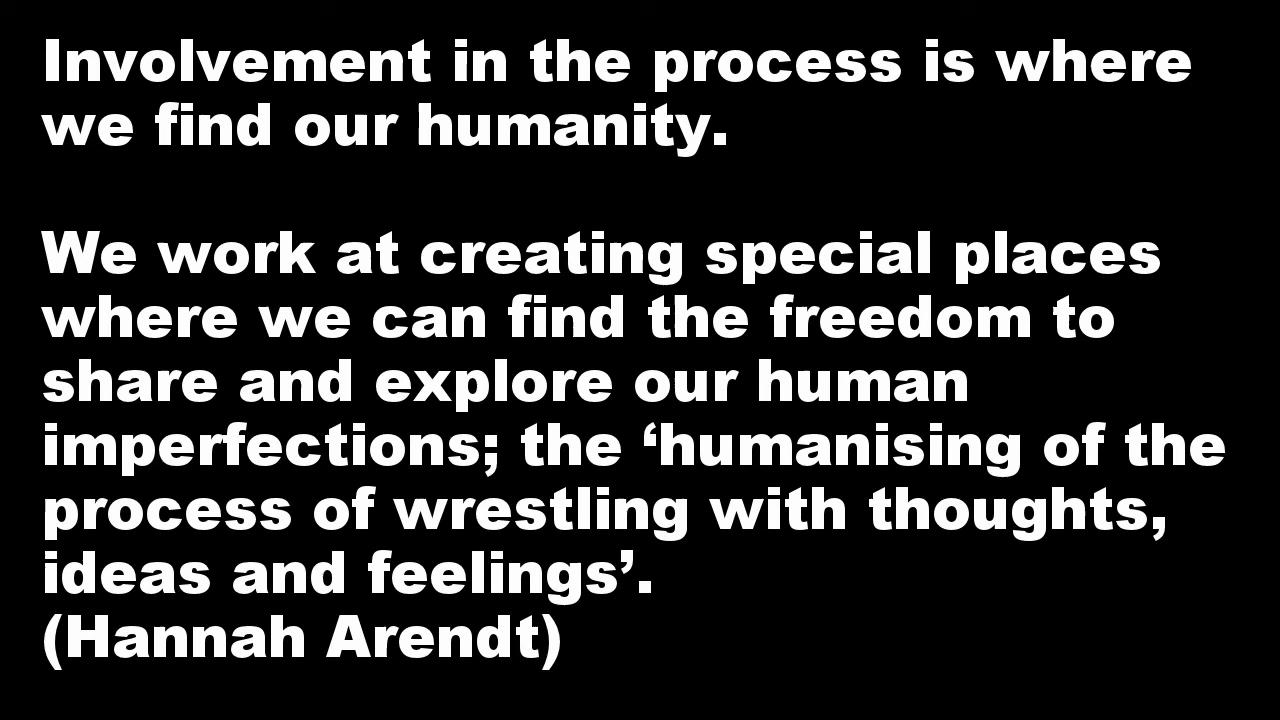 Involvement in the process is where
we find our humanity.
We work at creating special places
where we can find the freedom to
share and explore our human
imperfections; the ‘humanising of the
process of wrestling with thoughts,
ideas and feelings’.
(Hannah Arendt)